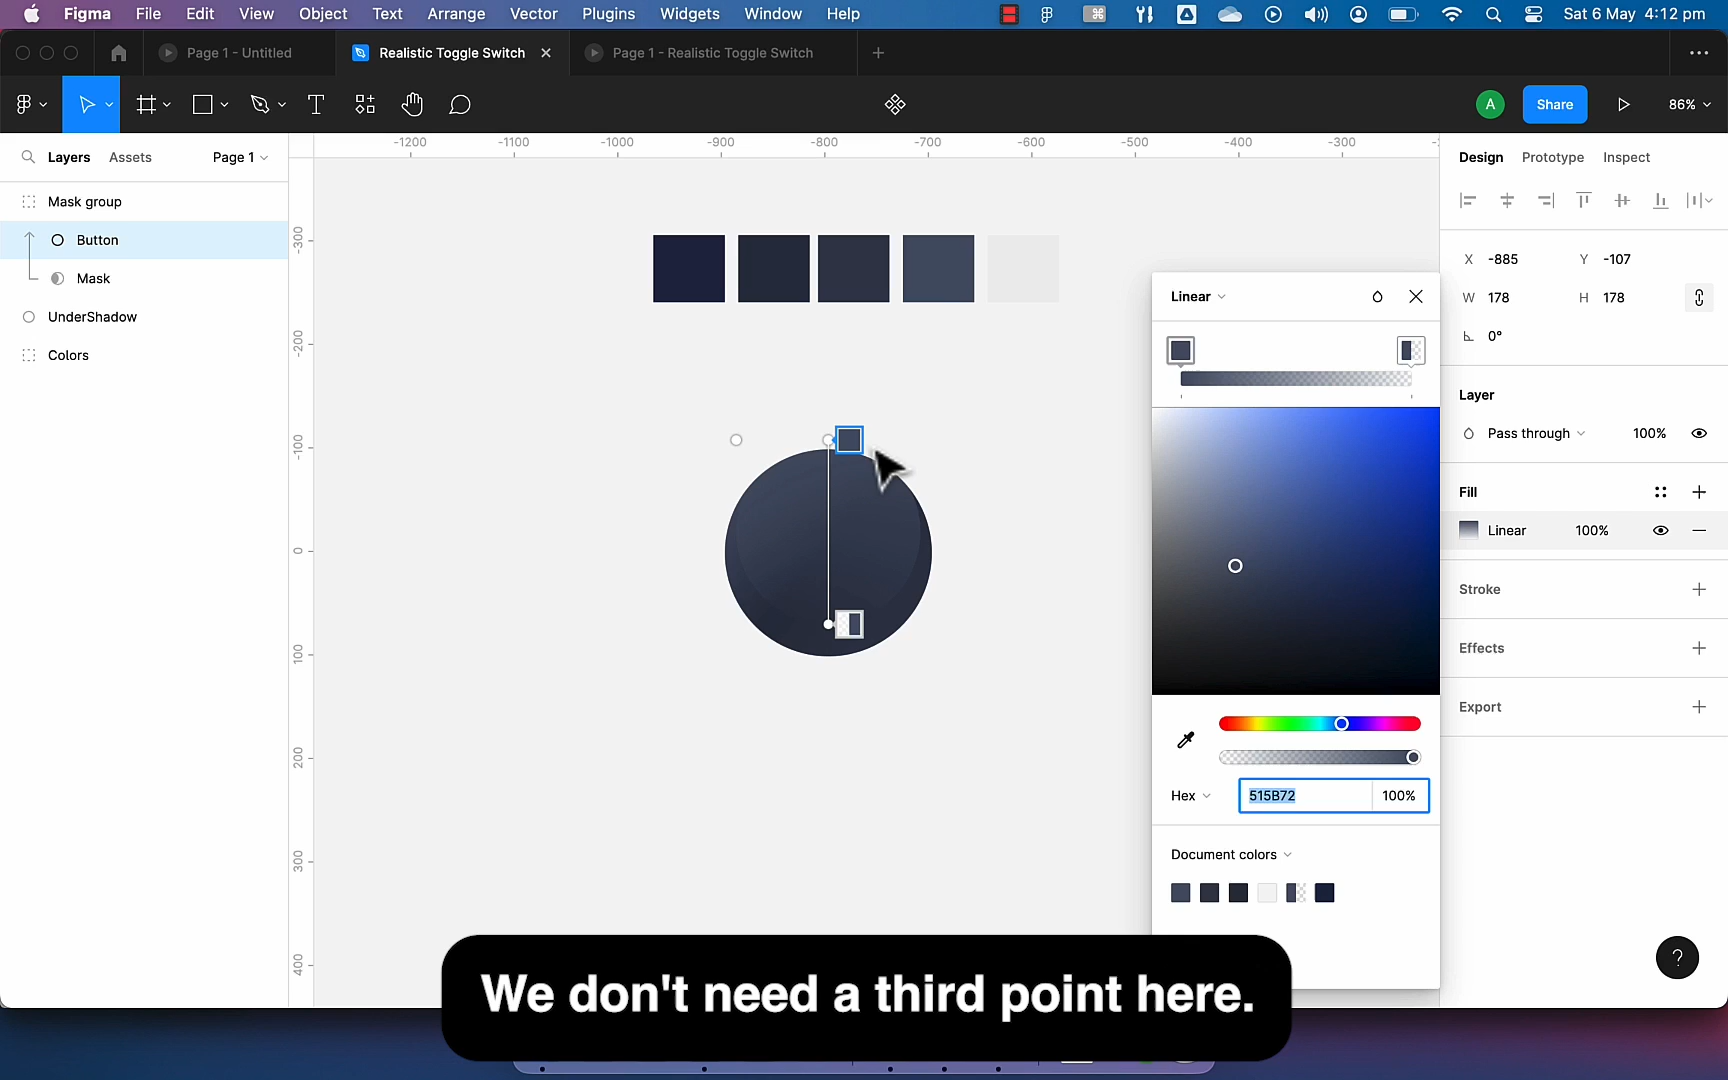 Figma File Edit View Object Text Arrange Vector Plugins Widgets Window Help Sat 6 May 4:12 pm
Page 1 - Untitled Realistic Toggle Switch Page 1 - Realistic Toggle Switch
A Share 86%
Layers Assets Page 1
-1200 -1100 -1000 -900 -800 -700 -600 -500 -400 -300
Design Prototype Inspect
Mask group
Button
Mask
UnderShadow
Colors
-300
-200
-100
0
100
200
300
400
Linear
Hex 515B72 100%
Document colors
X -885 Y -107
W 178 H 178
0°
Layer
Pass through 100%
Fill
Linear 100%
Stroke
Effects
Export
?
We don't need a third point here.